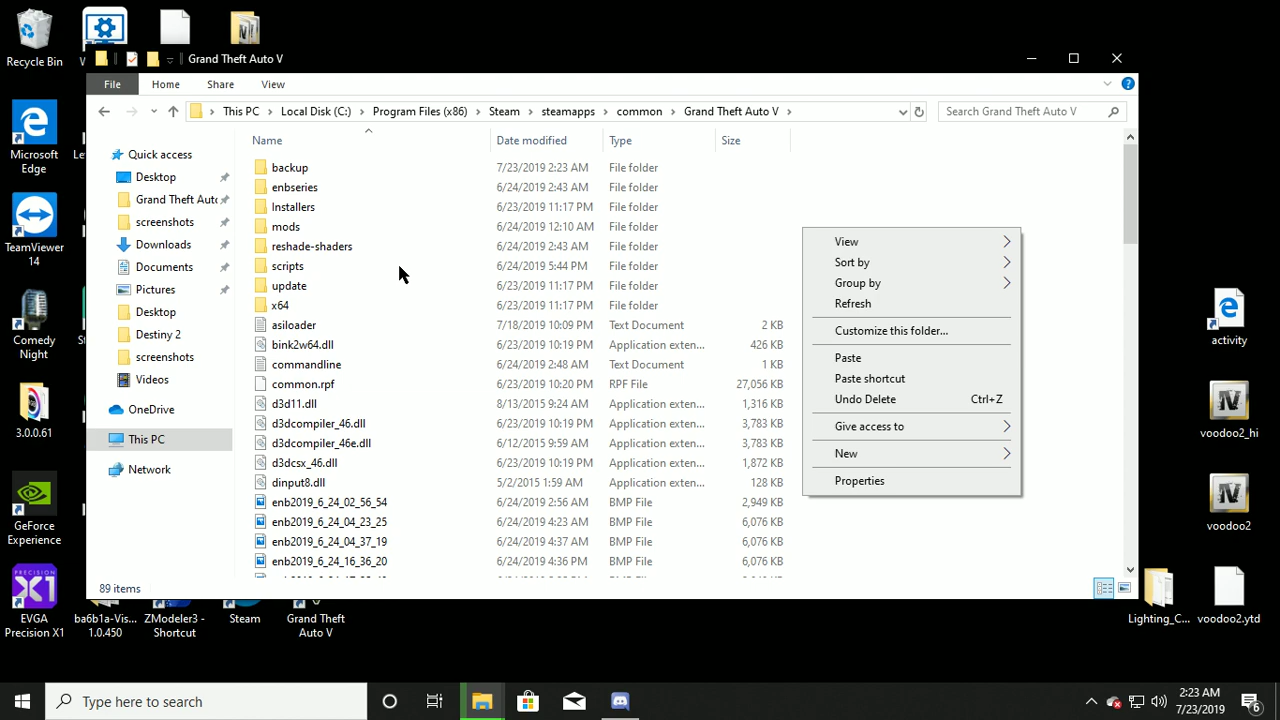 Recycle Bin
Microsoft
Edge
TeamViewer
14
Comedy
Night
3.0.0.61
GeForce
Experience
EVGA
Precision X1
ba6b1a-Vis...
1.0.450
ZModeler3 -
Shortcut
Steam
Grand Theft
Auto V
Grand Theft Auto V
File
Home
Share
View
This PC > Local Disk (C:) > Program Files (x86) > Steam > steamapps > common > Grand Theft Auto V >
Search Grand Theft Auto V
Quick access
Desktop
Grand Theft Auto
screenshots
Downloads
Documents
Pictures
Desktop
Destiny 2
screenshots
Videos
OneDrive
This PC
Network
Name Date modified Type Size
backup 7/23/2019 2:23 AM File folder
enbseries 6/24/2019 2:43 AM File folder
Installers 6/23/2019 11:17 PM File folder
mods 6/24/2019 12:10 AM File folder
reshade-shaders 6/24/2019 2:43 AM File folder
scripts 6/24/2019 5:44 PM File folder
update 6/23/2019 11:17 PM File folder
x64 6/23/2019 11:17 PM File folder
asiloader 7/18/2019 10:09 PM Text Document 2 KB
bink2w64.dll 6/23/2019 10:19 PM Application exten... 426 KB
commandline 6/24/2019 2:48 AM Text Document 1 KB
common.rpf 6/23/2019 10:20 PM RPF File 27,056 KB
d3d11.dll 8/13/2015 9:24 AM Application exten... 1,316 KB
d3dcompiler_46.dll 6/23/2019 10:19 PM Application exten... 3,783 KB
d3dcompiler_46e.dll 6/12/2015 9:59 AM Application exten... 3,783 KB
d3dcsx_46.dll 6/23/2019 10:19 PM Application exten... 1,872 KB
dinput8.dll 5/2/2015 1:59 AM Application exten... 128 KB
enb2019_6_24_02_56_54 6/24/2019 2:56 AM BMP File 2,949 KB
enb2019_6_24_04_23_25 6/24/2019 4:23 AM BMP File 6,076 KB
enb2019_6_24_04_37_19 6/24/2019 4:37 AM BMP File 6,076 KB
enb2019_6_24_16_36_20 6/24/2019 4:36 PM BMP File 6,076 KB
89 items
View
Sort by
Group by
Refresh
Customize this folder...
Paste
Paste shortcut
Undo Delete Ctrl+Z
Give access to
New
Properties
activity
voodoo2_hi
voodoo2
Lighting_C...
voodoo2.ytd
Type here to search
2:23 AM
7/23/2019
6